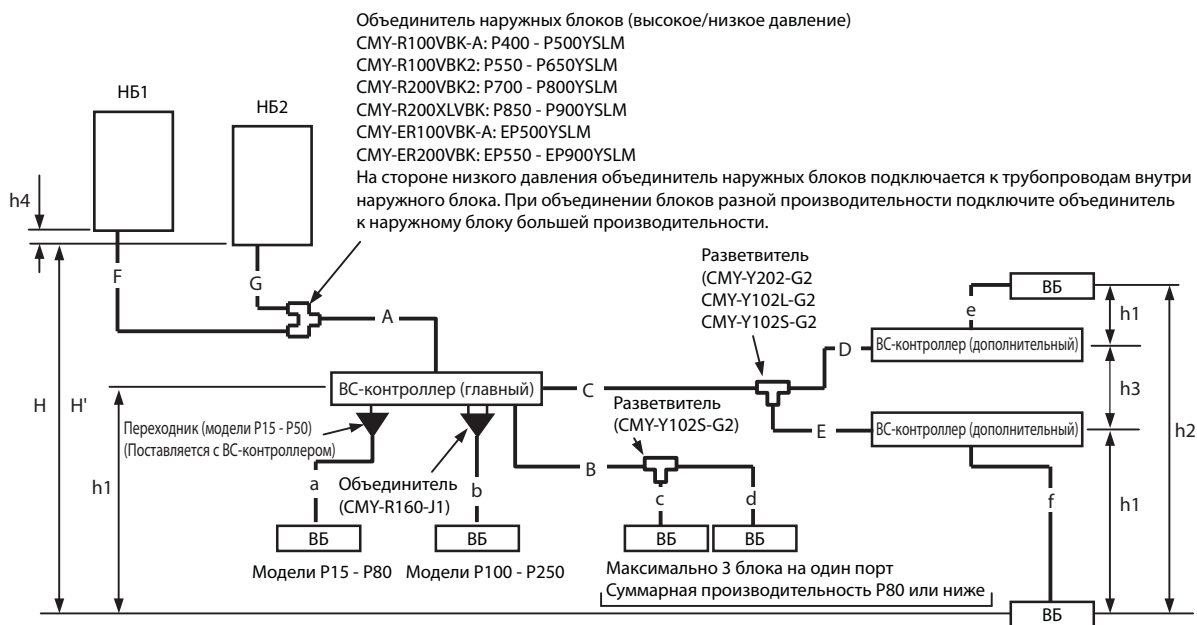 Объединитель наружных блоков (высокое/низкое давление)
CMY-R100VBK-A: P400 - P500YSLM
CMY-R100VBK2: P550 - P650YSLM
CMY-R200VBK2: P700 - P800YSLM
CMY-R200XLVBK: P850 - P900YSLM
CMY-ER100VBK-A: EP500YSLM
CMY-ER200VBK: EP550 - EP900YSLM
На стороне низкого давления объединитель наружных блоков подключается к трубопроводам внутри
наружного блока. При объединении блоков разной производительности подключите объединитель
к наружному блоку большей производительности.
НБ1
НБ2
h4
F
G
A
Разветвитель
(CMY-Y202-G2
CMY-Y102L-G2
CMY-Y102S-G2
ВБ
e
h1
D
ВС-контроллер (дополнительный)
H
H'
ВС-контроллер (главный)
C
h3
h2
Переходник (модели P15 - P50)
(Поставляется с ВС-контроллером)
Разветвитель
(CMY-Y102S-G2)
E
ВС-контроллер (дополнительный)
h1
a
Объединитель
(CMY-R160-J1)
b
B
c
d
f
h1
ВБ
ВБ
ВБ
ВБ
Модели P15 - P80
Модели P100 - P250
Максимально 3 блока на один порт
Суммарная производительность P80 или ниже
ВБ